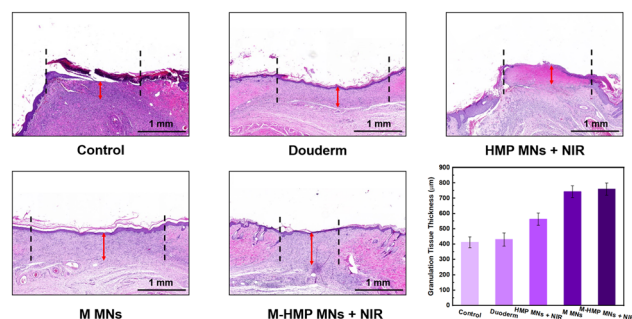 1 mm
1 mm
1 mm
Control
Douderm
HMP MNs + NIR
1 mm
1 mm
M MNs
M-HMP MNs + NIR
Granulation Tissue Thickness (μm)
900
800
700
600
500
400
300
200
100
0
Control
Duoderm
HMP MNs + NIR
M MNs
M-HMP MNs + NIR